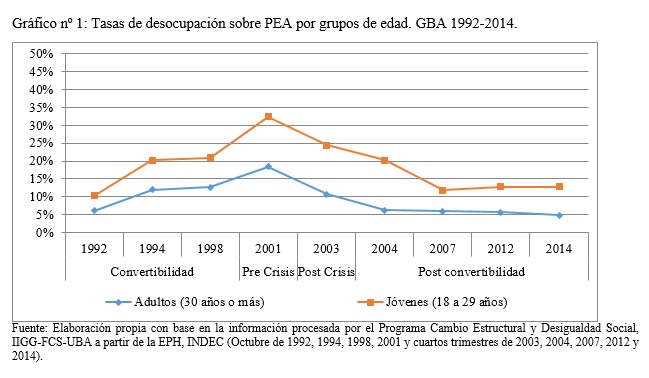 Gráfico nº 1: Tasas de desocupación sobre PEA por grupos de edad. GBA 1992-2014.
50%
45%
40%
35%
30%
25%
20%
15%
10%
5%
0%
1992 1994 1998 2001 2003 2004 2007 2012 2014
Convertibilidad Pre Crisis Post Crisis Post convertibilidad
Adultos (30 años o más) Jóvenes (18 a 29 años)
Fuente: Elaboración propia con base en la información procesada por el Programa Cambio Estructural y Desigualdad Social,
IIGG-FCS-UBA a partir de la EPH, INDEC (Octubre de 1992, 1994, 1998, 2001 y cuartos trimestres de 2003, 2004, 2007, 2012 y
2014).